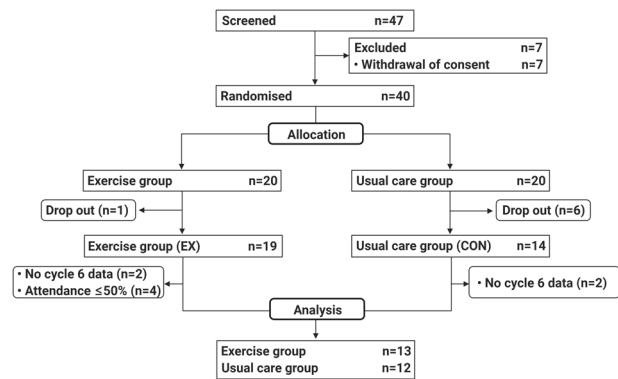 Screened n=47
Excluded n=7
• Withdrawal of consent n=7
Randomised n=40
Allocation
Exercise group n=20
Usual care group n=20
Drop out (n=1)
Drop out (n=6)
Exercise group (EX) n=19
Usual care group (CON) n=14
• No cycle 6 data (n=2)
• Attendance ≤50% (n=4)
• No cycle 6 data (n=2)
Analysis
Exercise group n=13
Usual care group n=12